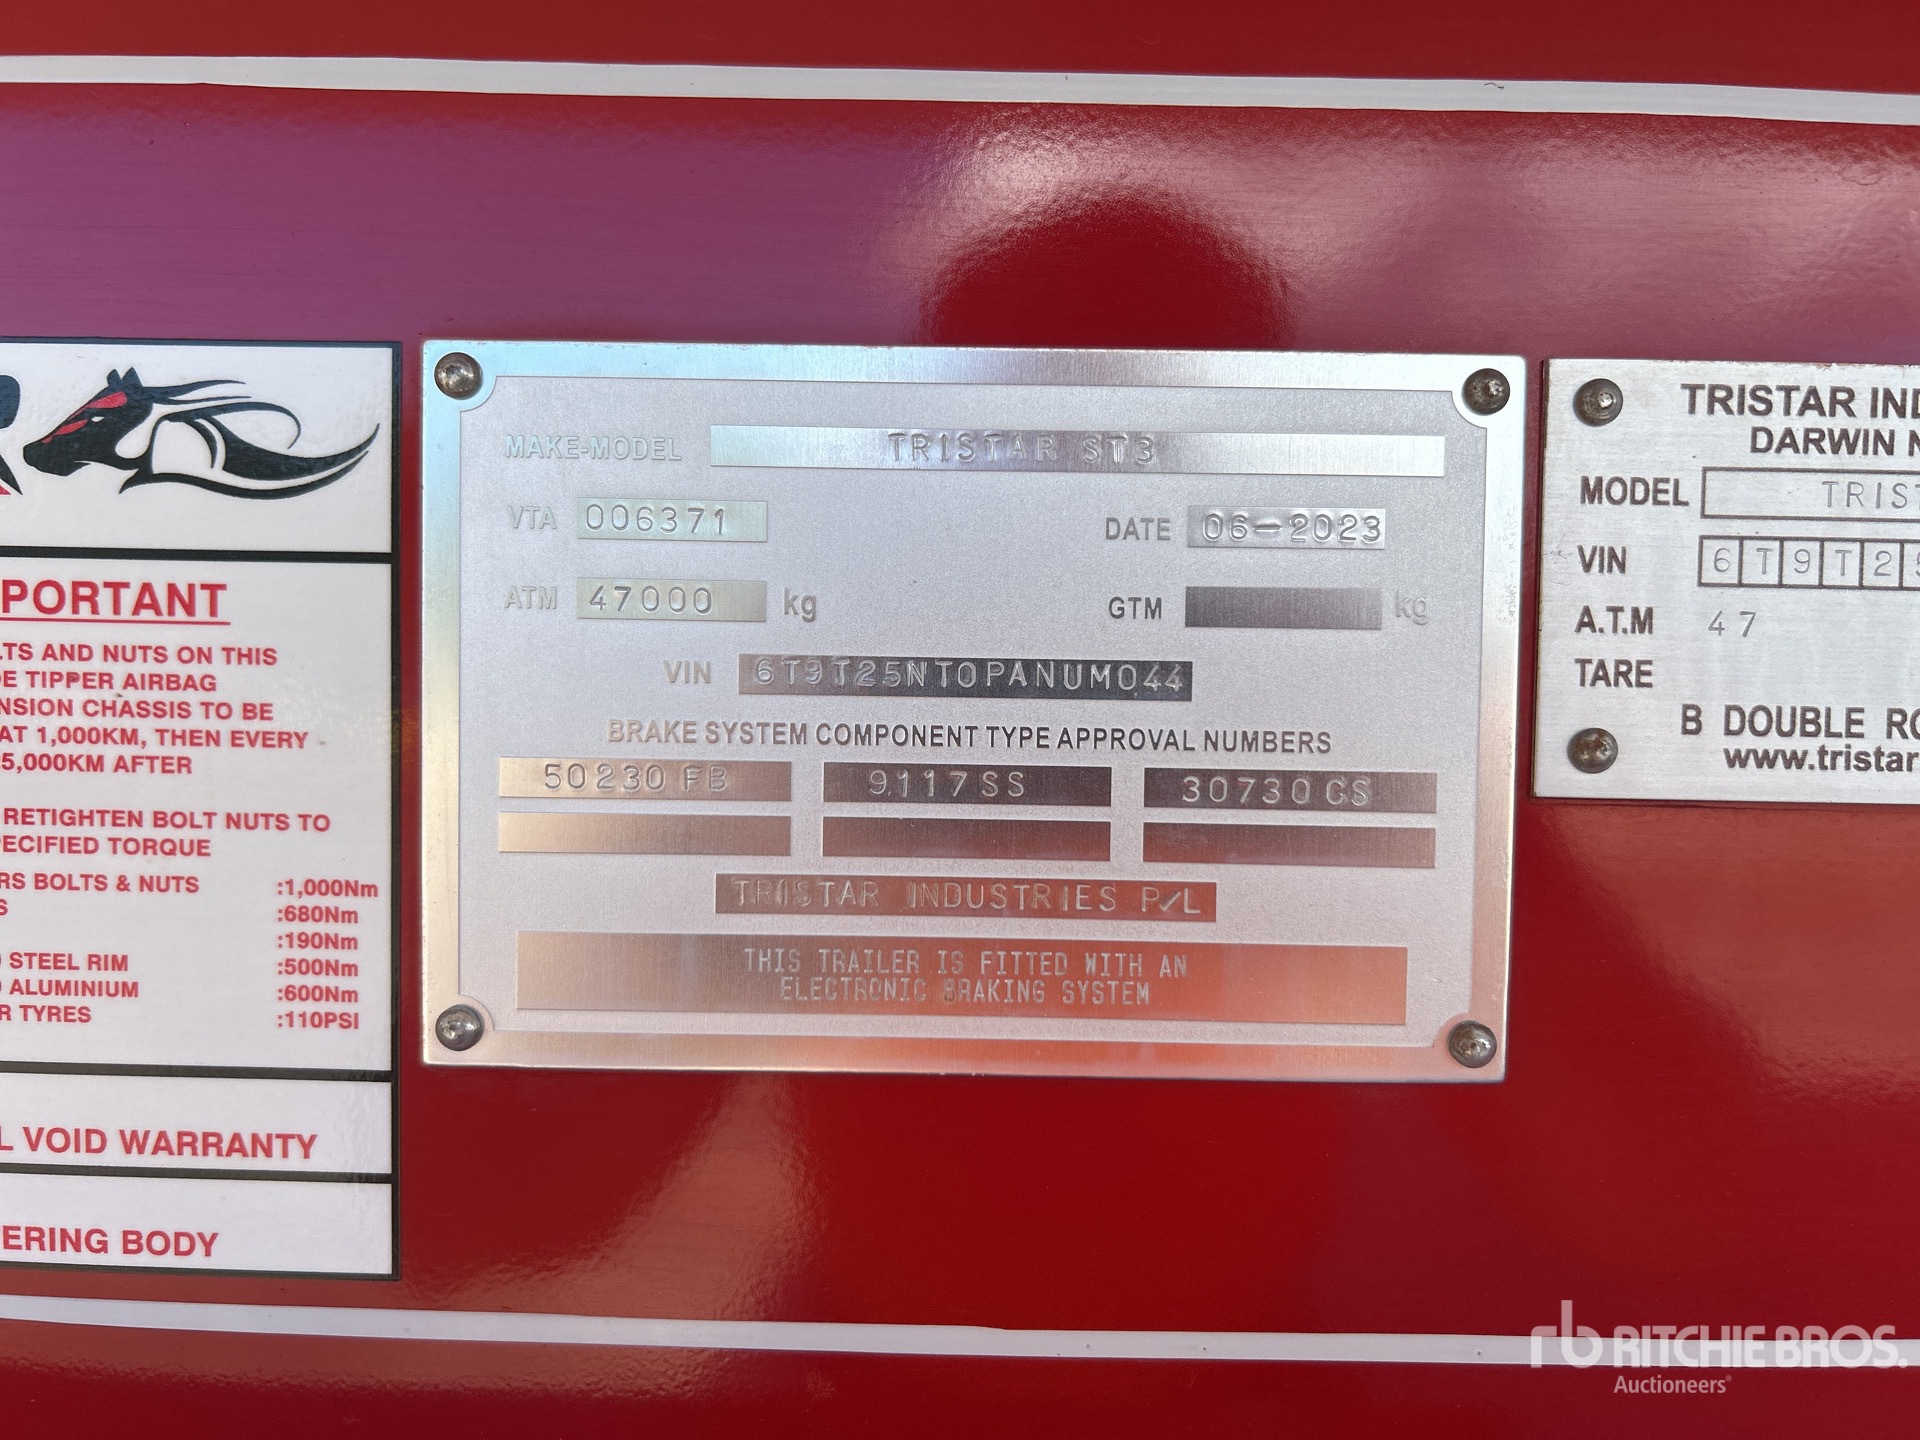 R
PORTANT
LTS AND NUTS ON THIS
DE TIPPER AIRBAG
NSION CHASSIS TO BE
AT 1,000KM, THEN EVERY
5,000KM AFTER
RETIGHTEN BOLT NUTS TO
ECIFIED TORQUE
RS BOLTS & NUTS :1,000Nm
S :680Nm
:190Nm
STEEL RIM :500Nm
ALUMINIUM :600Nm
R TYRES :110PSI
L VOID WARRANTY
ERING BODY
MAKE-MODEL TRISTAR ST3
VTA 006371 DATE 06-2023
ATM 47000 kg GTM kg
VIN 6T9T25NTOPANUM044
BRAKE SYSTEM COMPONENT TYPE APPROVAL NUMBERS
50230FB 9117SS 30730CS
TRISTAR INDUSTRIES P/L
THIS TRAILER IS FITTED WITH AN
ELECTRONIC BRAKING SYSTEM
TRISTAR IND
DARWIN N
MODEL TRIST
VIN 6T9T25
A.T.M 47
TARE
B DOUBLE RO
www.tristar
rb RITCHIE BROS.
Auctioneers